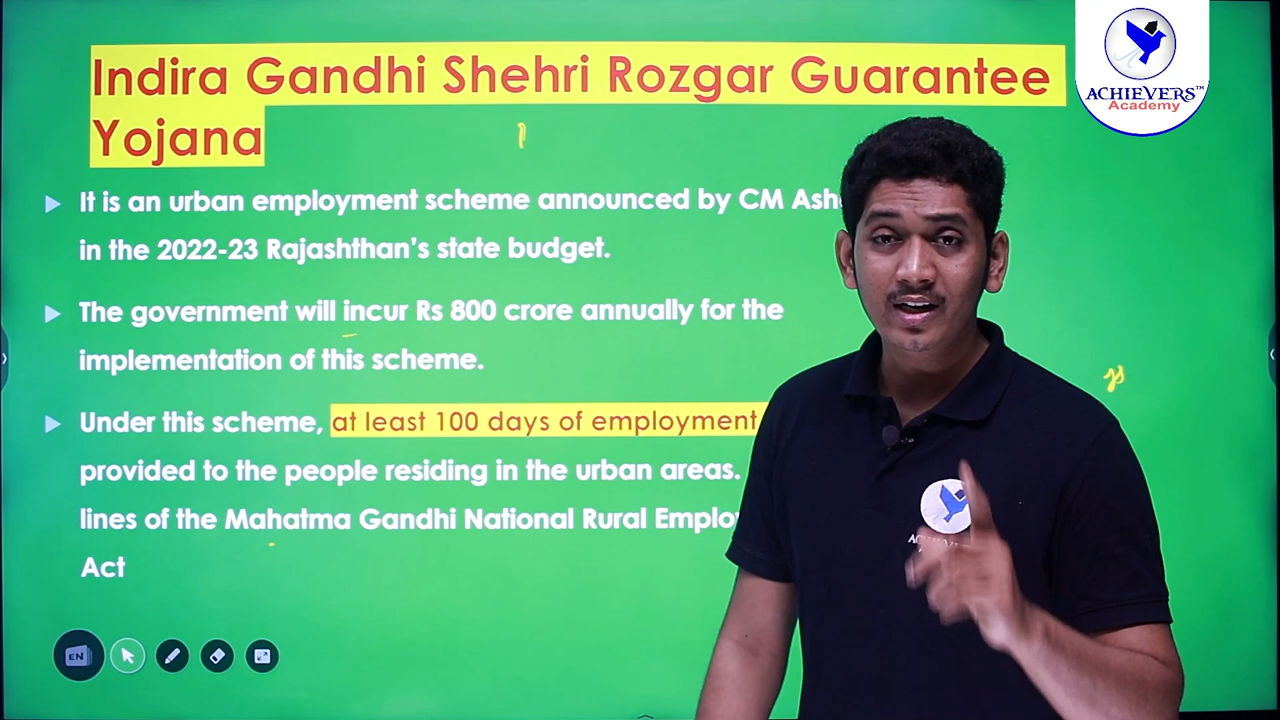 Indira Gandhi Shehri Rozgar Guarantee
Yojana
It is an urban employment scheme announced by CM Ash
in the 2022-23 Rajashthan's state budget.
The government will incur Rs 800 crore annually for the
implementation of this scheme.
Under this scheme, at least 100 days of employment
provided to the people residing in the urban areas.
lines of the Mahatma Gandhi National Rural Emplo
Act
EN
ACHIEVERS™
Academy